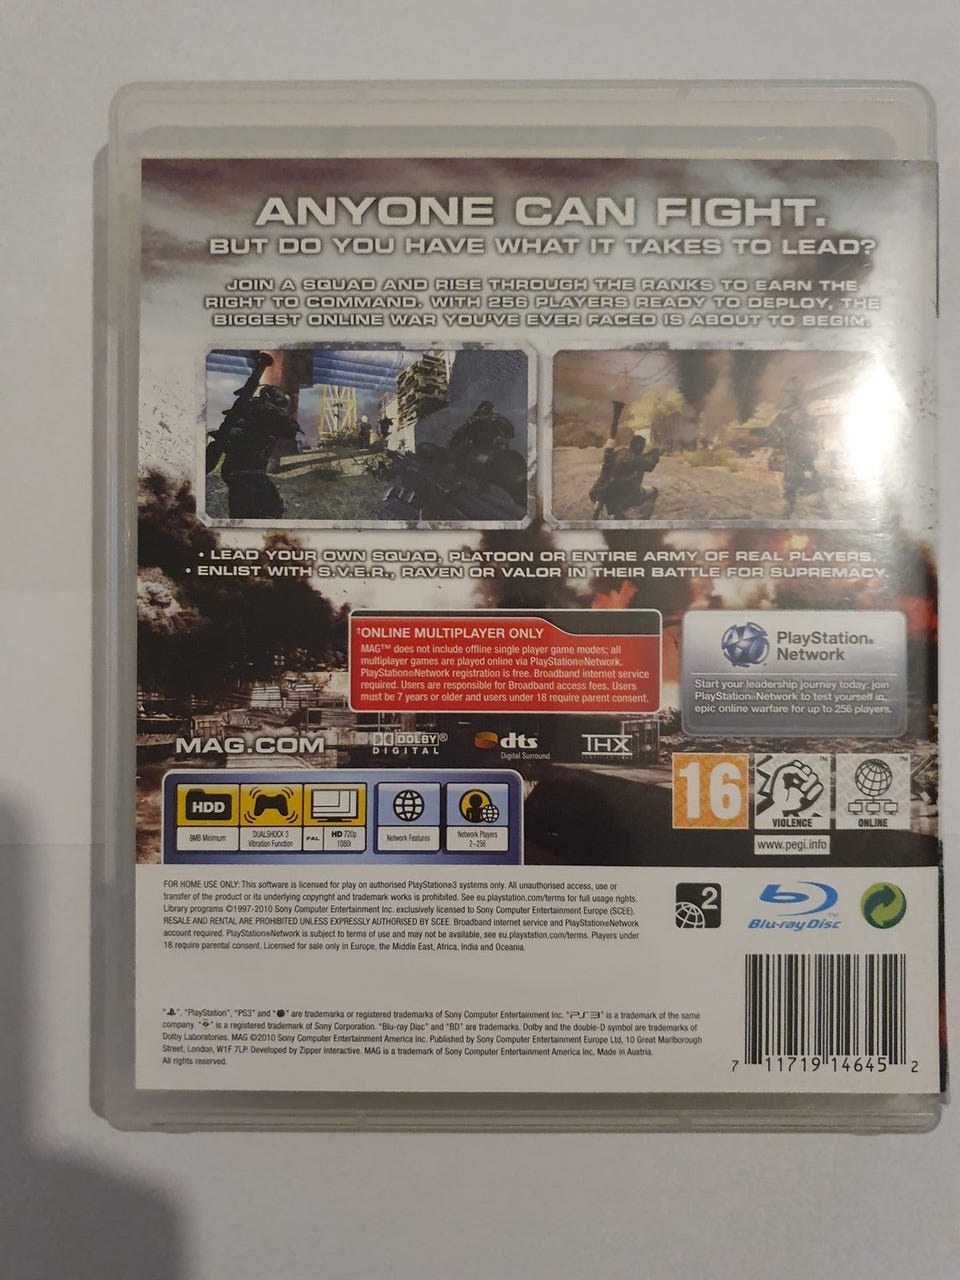 ANYONE CAN FIGHT.
BUT DO YOU HAVE WHAT IT TAKES TO LEAD?
JOIN A SQUAD AND RISE THROUGH THE RANKS TO EARN THE
RIGHT TO COMMAND. WITH 256 PLAYERS READY TO DEPLOY, THE
BIGGEST ONLINE WAR YOU'VE EVER FACED IS ABOUT TO BEGIN.
• LEAD YOUR OWN SQUAD, PLATOON OR ENTIRE ARMY OF REAL PLAYERS.
• ENLIST WITH S.V.E.R., RAVEN OR VALOR IN THEIR BATTLE FOR SUPREMACY.
†ONLINE MULTIPLAYER ONLY
MAG™ does not include offline single player game modes; all
multiplayer games are played online via PlayStation®Network.
PlayStation®Network registration is free. Broadband internet service
required. Users are responsible for Broadband access fees. Users
must be 7 years or older and users under 18 require parent consent.
PlayStation®
Network
Start your leadership journey today: join
PlayStation®Network to test yourself in
epic online warfare for up to 256 players.
MAG.COM
DOLBY®
DIGITAL
dts
Digital Surround
THX
HDD
9MB Minimum
DUALSHOCK 3
Vibration Function
PAL
HD 720p
1080i
Network Features
Network Players
2-256
16
VIOLENCE
™
ONLINE
™
www.pegi.info
FOR HOME USE ONLY: This software is licensed for play on authorised PlayStation®3 systems only. All unauthorised access, use or
transfer of the product or its underlying copyright and trademark works is prohibited. See eu.playstation.com/terms for full usage rights.
Library programs ©1997-2010 Sony Computer Entertainment Inc. exclusively licensed to Sony Computer Entertainment Europe (SCEE).
RESALE AND RENTAL ARE PROHIBITED UNLESS EXPRESSLY AUTHORISED BY SCEE. Broadband internet service and PlayStation®Network
account required. PlayStation®Network is subject to terms of use and may not be available, see eu.playstation.com/terms. Players under
18 require parental consent. Licensed for sale only in Europe, the Middle East, Africa, India and Oceania.
2
Blu-ray Disc™
" ", "PlayStation", "PS3" and " " are trademarks or registered trademarks of Sony Computer Entertainment Inc. "PS3" is a trademark of the same
company. " " is a registered trademark of Sony Corporation. "Blu-ray Disc" and "BD" are trademarks. Dolby and the double-D symbol are trademarks of
Dolby Laboratories. MAG ©2010 Sony Computer Entertainment America Inc. Published by Sony Computer Entertainment Europe Ltd, 10 Great Marlborough
Street, London, W1F 7LP. Developed by Zipper Interactive. MAG is a trademark of Sony Computer Entertainment America Inc. Made in Austria.
All rights reserved.
7 11719 14645 2